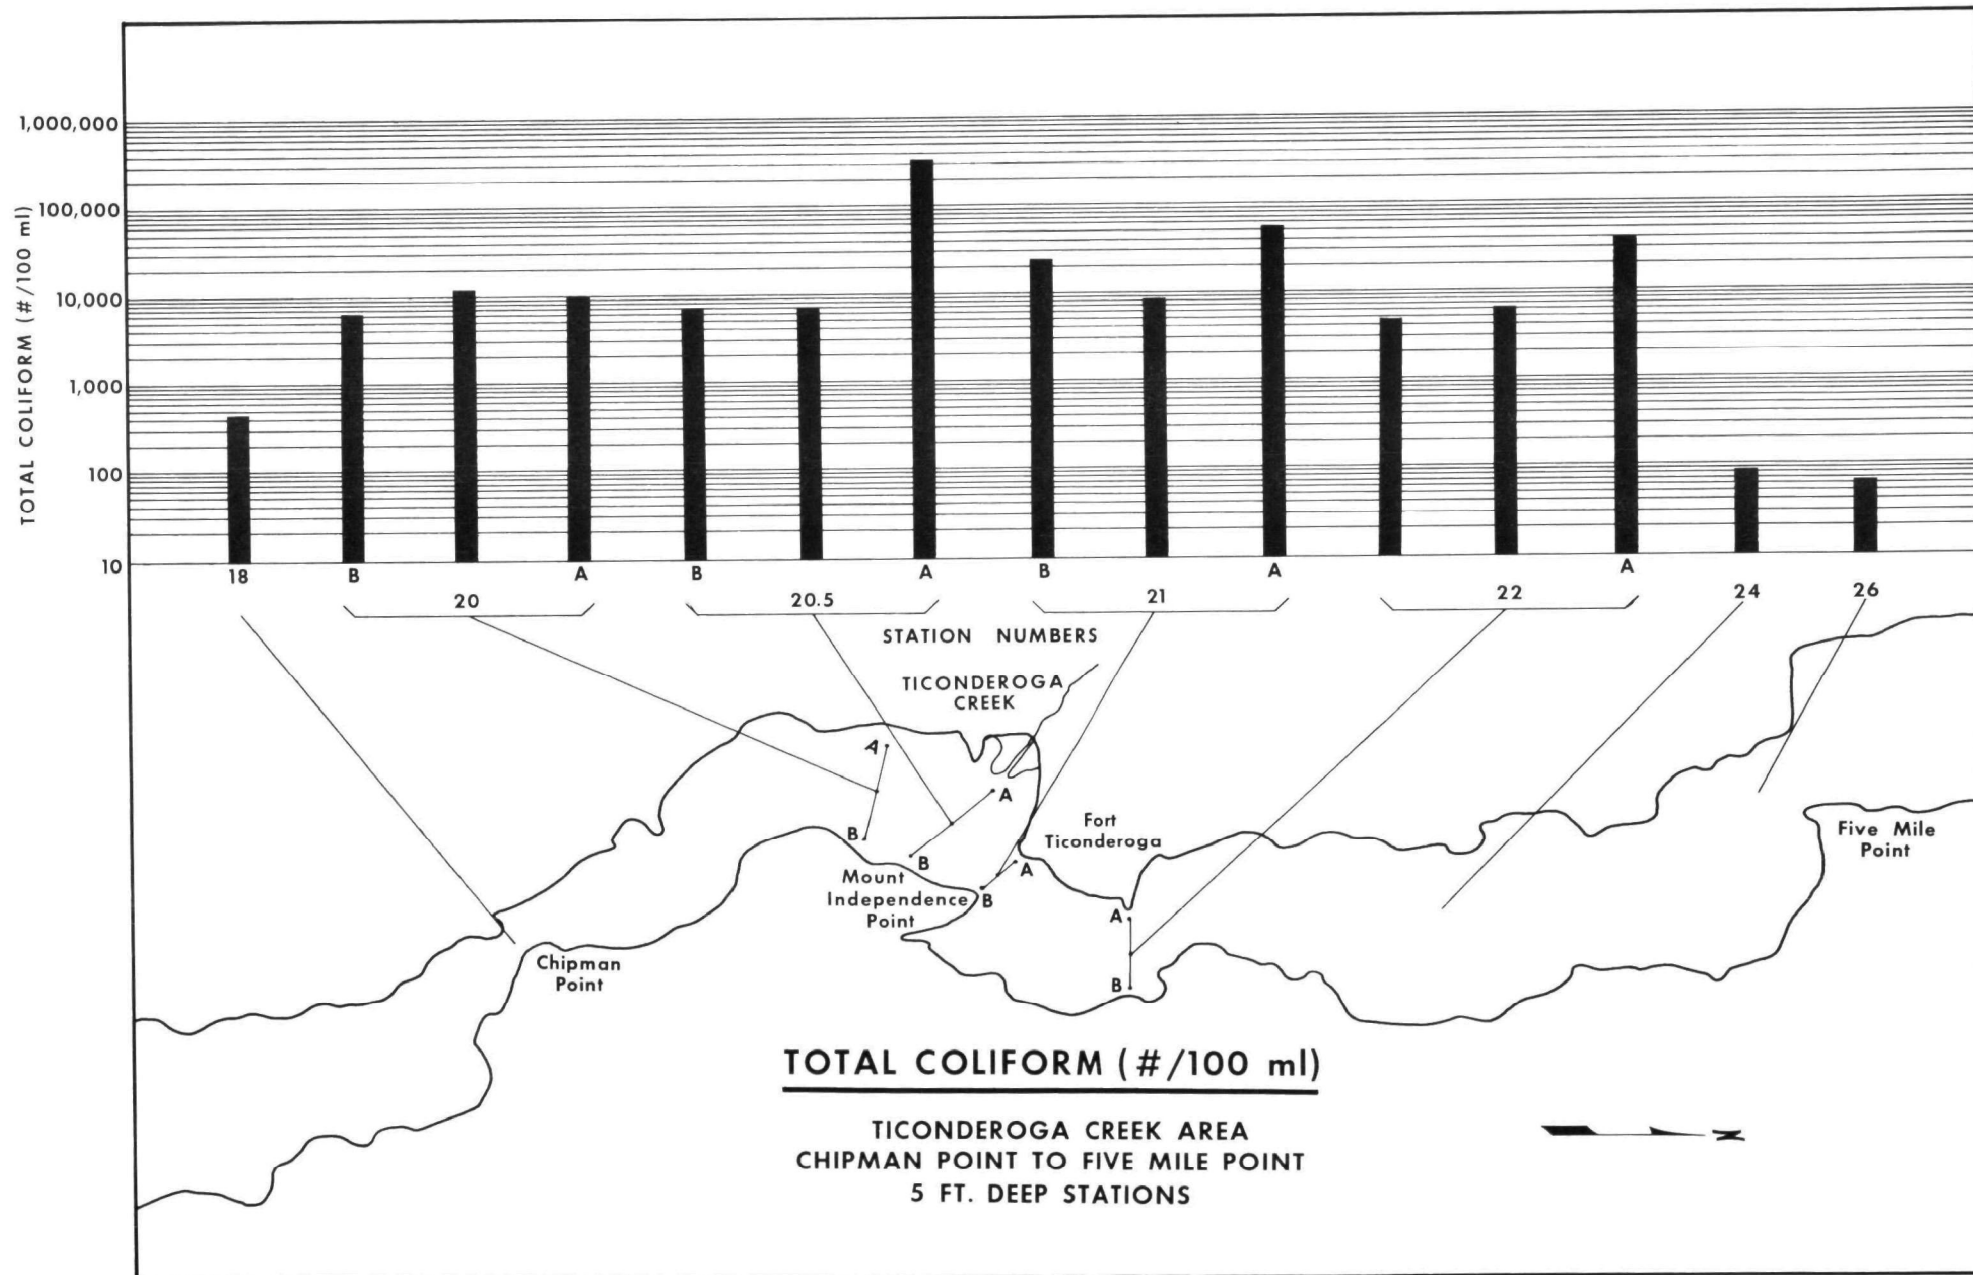 1,000,000
100,000
10,000
1,000
100
10
TOTAL COLIFORM (#/100 ml)
18 B A B A B A A
20 20.5 21 22 24 26
STATION NUMBERS
TICONDEROGA
CREEK
A
B
A
B
A
B
A
B
Fort
Ticonderoga
Mount
Independence
Point
Five Mile
Point
Chipman
Point
TOTAL COLIFORM (#/100 ml)
TICONDEROGA CREEK AREA
CHIPMAN POINT TO FIVE MILE POINT
5 FT. DEEP STATIONS
N